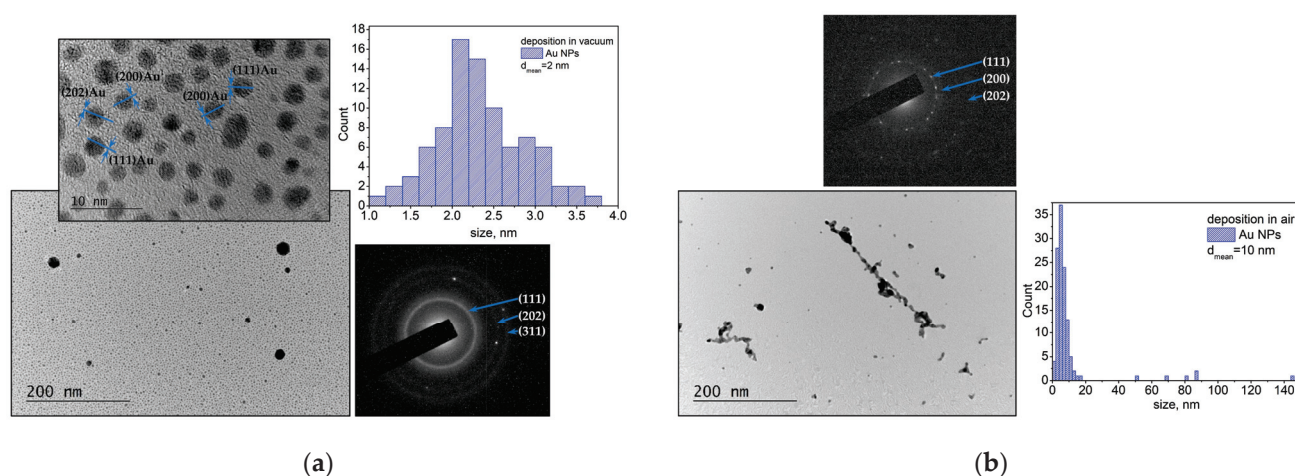 (202)Au
(200)Au
(200)Au
(111)Au
(111)Au
10 nm
200 nm
18
16
14
12
10
8
6
4
2
0
Count
deposition in vacuum
Au NPs
dmean=2 nm
1.0 1.5 2.0 2.5 3.0 3.5 4.0
size, nm
(111)
(202)
(311)
(a)
(111)
(200)
(202)
200 nm
35
30
25
20
15
10
5
0
Count
deposition in air
Au NPs
dmean=10 nm
0 20 40 60 80 100 120 140
size, nm
(b)